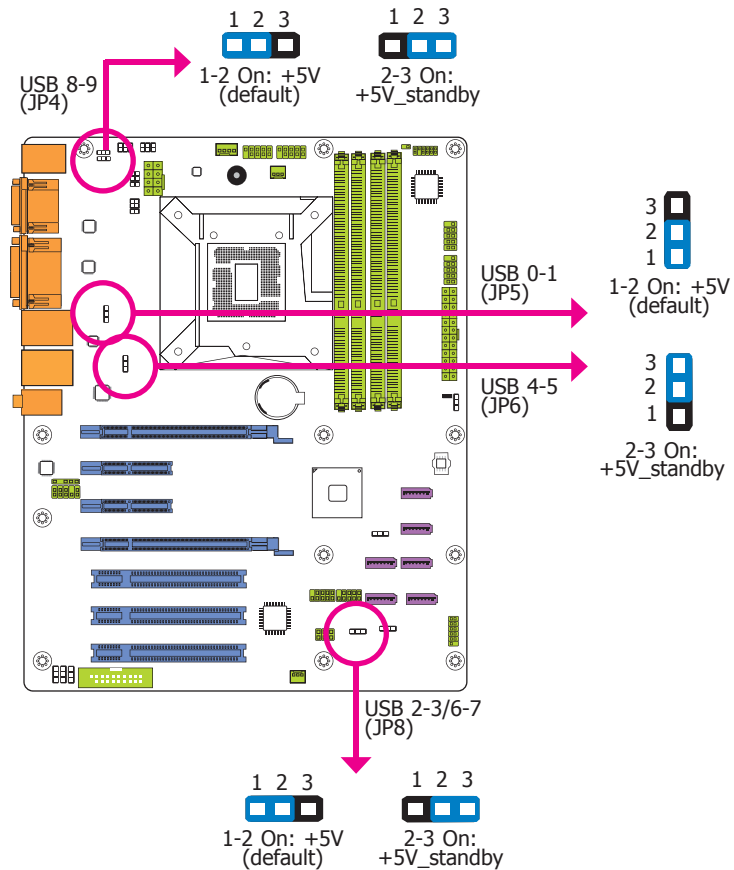 1 2 3
1-2 On: +5V
(default)
1 2 3
2-3 On:
+5V_standby
USB 8-9
(JP4)
USB 0-1
(JP5)
3
2
1
1-2 On: +5V
(default)
USB 4-5
(JP6)
3
2
1
2-3 On:
+5V_standby
USB 2-3/6-7
(JP8)
1 2 3
1-2 On: +5V
(default)
1 2 3
2-3 On:
+5V_standby